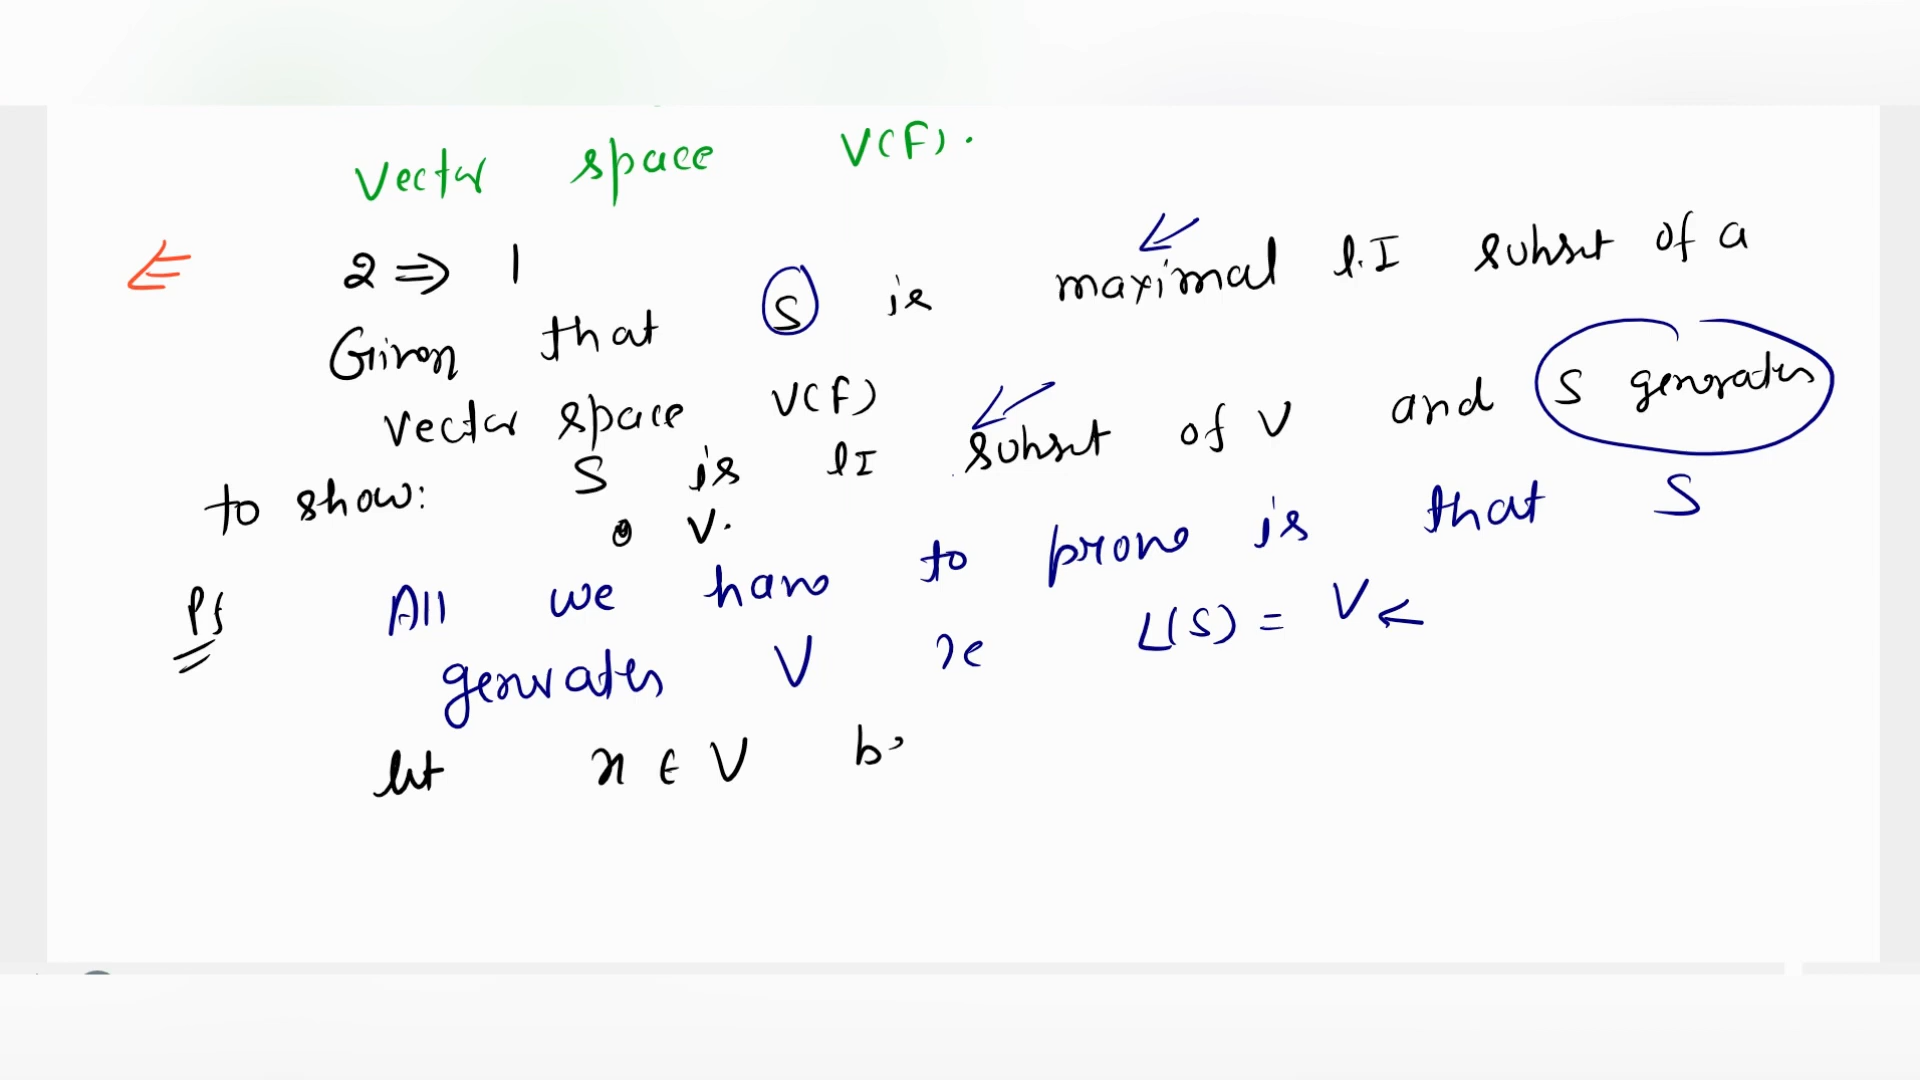 Vector space V(F).
⇐ 2 ⇒ 1
Given that S is maximal l.I subset of a
vector space V(F)
to show: S is lI subset of V and S generates
V.
Pf All we have to prove is that S
generates V ie L(S) = V ←
let x ∈ V be